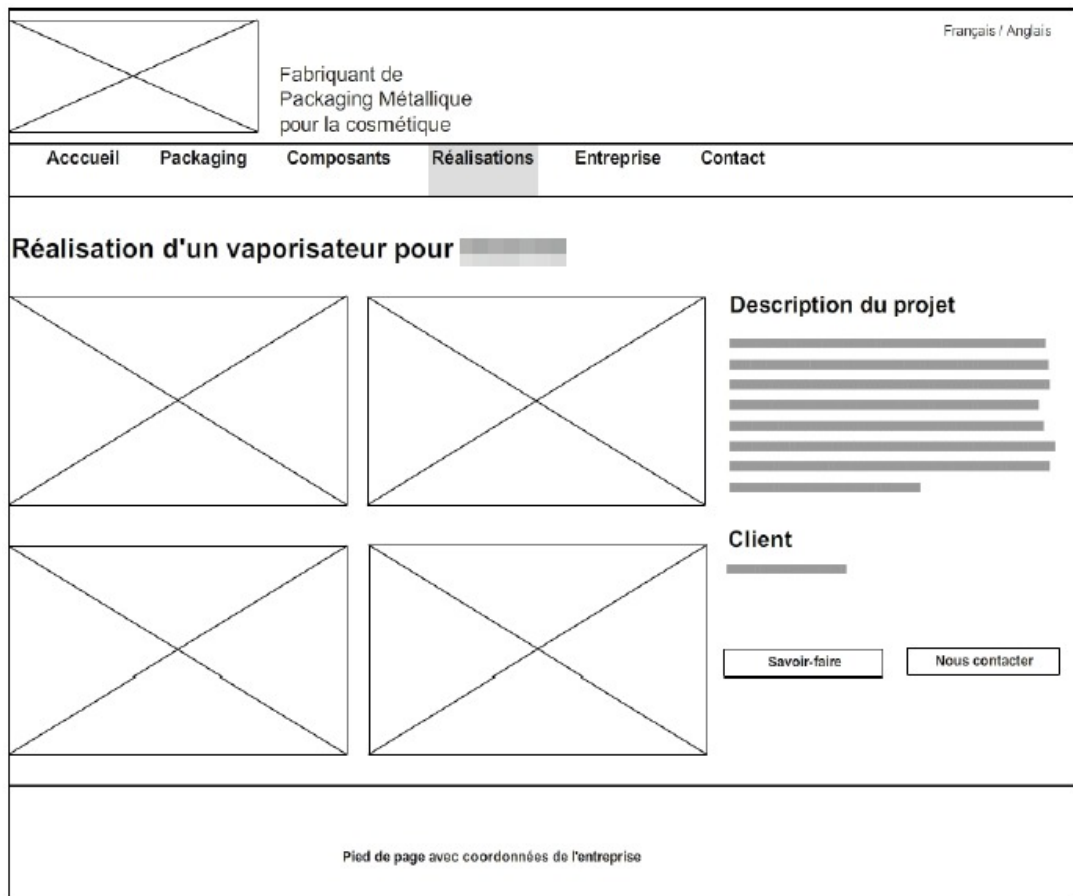 Français / Anglais
Fabriquant de
Packaging Métallique
pour la cosmétique
Acccueil Packaging Composants Réalisations Entreprise Contact
Réalisation d'un vaporisateur pour
Description du projet
Client
Savoir-faire Nous contacter
Pied de page avec coordonnées de l'entreprise